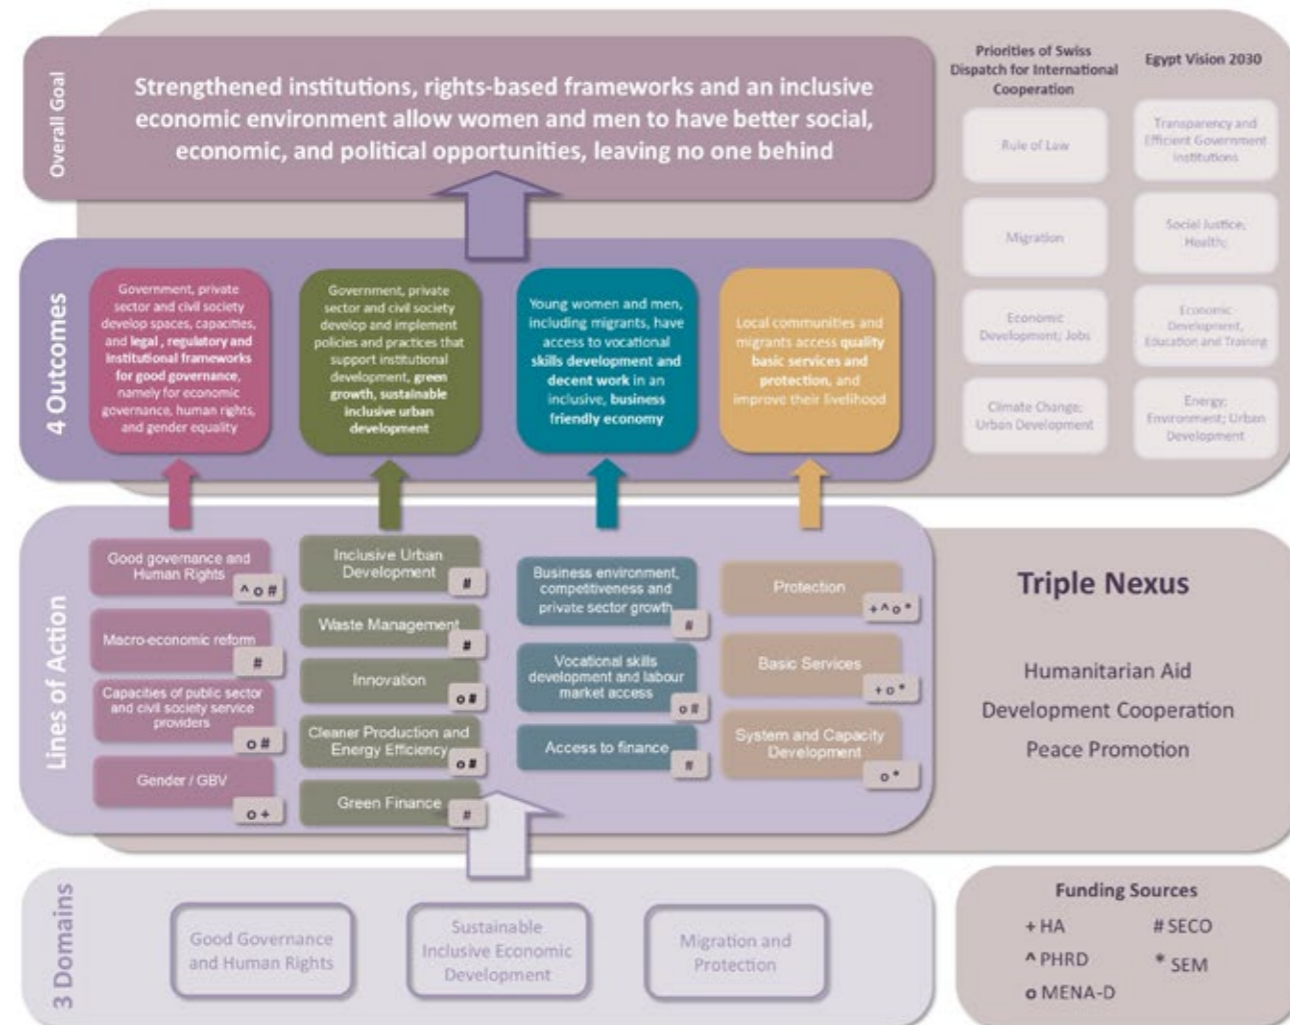 Overall Goal
Strengthened institutions, rights-based frameworks and an inclusive
economic environment allow women and men to have better social,
economic, and political opportunities, leaving no one behind
Priorities of Swiss
Dispatch for International
Cooperation
Rule of Law
Migration
Economic
Development; Jobs
Climate Change;
Urban Development
Egypt Vision 2030
Transparency and
Efficient Government
Institutions
Social Justice;
Health;
Economic
Development,
Education and Training
Energy;
Environment; Urban
Development
4 Outcomes
Government, private
sector and civil society
develop spaces, capacities,
and legal , regulatory and
institutional frameworks
for good governance,
namely for economic
governance, human rights,
and gender equality
Government, private
sector and civil society
develop and implement
policies and practices that
support institutional
development, green
growth, sustainable
inclusive urban
development
Young women and men,
including migrants, have
access to vocational
skills development and
decent work in an
inclusive, business
friendly economy
Local communities and
migrants access quality
basic services and
protection, and
improve their livelihood
Lines of Action
Good governance and
Human Rights
^ o #
Macro-economic reform
#
Capacities of public sector
and civil society service
providers
o #
Gender / GBV
o +
Inclusive Urban
Development
#
Waste Management
#
Innovation
o #
Cleaner Production and
Energy Efficiency
o #
Green Finance
#
Business environment,
competitiveness and
private sector growth
#
Vocational skills
development and labour
market access
o #
Access to finance
#
Protection
+ ^ o *
Basic Services
+ o *
System and Capacity
Development
o *
Triple Nexus
Humanitarian Aid
Development Cooperation
Peace Promotion
3 Domains
Good Governance
and Human Rights
Sustainable
Inclusive Economic
Development
Migration and
Protection
Funding Sources
+ HA
# SECO
^ PHRD
* SEM
o MENA-D